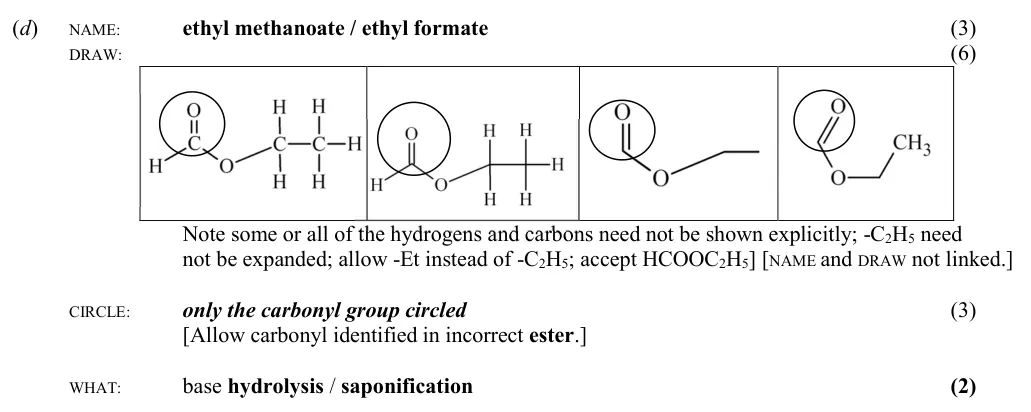 (d) NAME: ethyl methanoate / ethyl formate (3)
DRAW: (6)
O H H
H C C C H
O H H
O H H
H O H
H H
O
O
O
CH₃
O
Note some or all of the hydrogens and carbons need not be shown explicitly; -C₂H₅ need
not be expanded; allow -Et instead of -C₂H₅; accept HCOOC₂H₅] [NAME and DRAW not linked.]
CIRCLE: only the carbonyl group circled (3)
[Allow carbonyl identified in incorrect ester.]
WHAT: base hydrolysis / saponification (2)